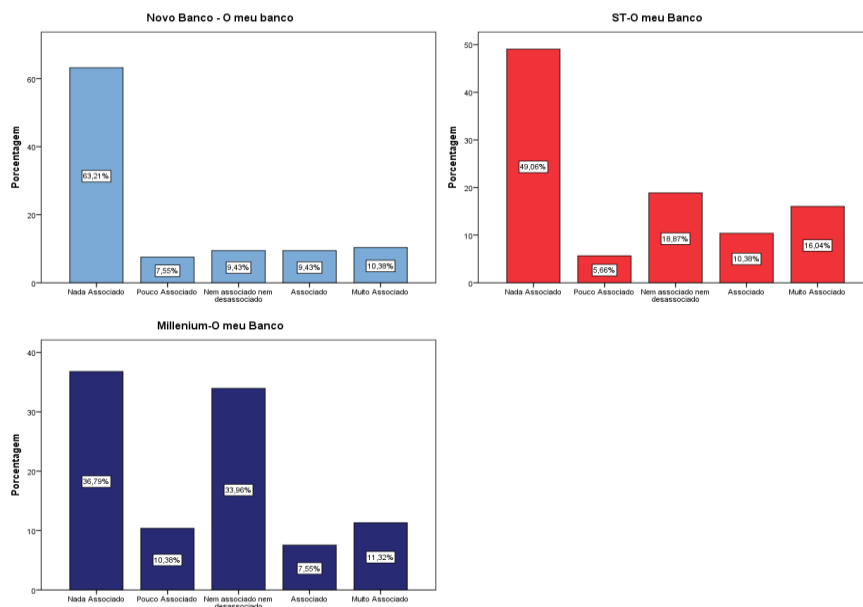 Novo Banco - O meu banco
Porcentagem
60
40
20
0
63,21%
7,55%
9,43%
9,43%
10,38%
Nada Associado
Pouco Associado
Nem associado nem
desassociado
Associado
Muito Associado
ST-O meu Banco
Porcentagem
50
40
30
20
10
0
49,06%
5,66%
18,87%
10,38%
16,04%
Nada Associado
Pouco Associado
Nem associado nem
desassociado
Associado
Muito Associado
Millenium-O meu Banco
Porcentagem
40
30
20
10
0
36,79%
10,38%
33,96%
7,55%
11,32%
Nada Associado
Pouco Associado
Nem associado nem
desassociado
Associado
Muito Associado